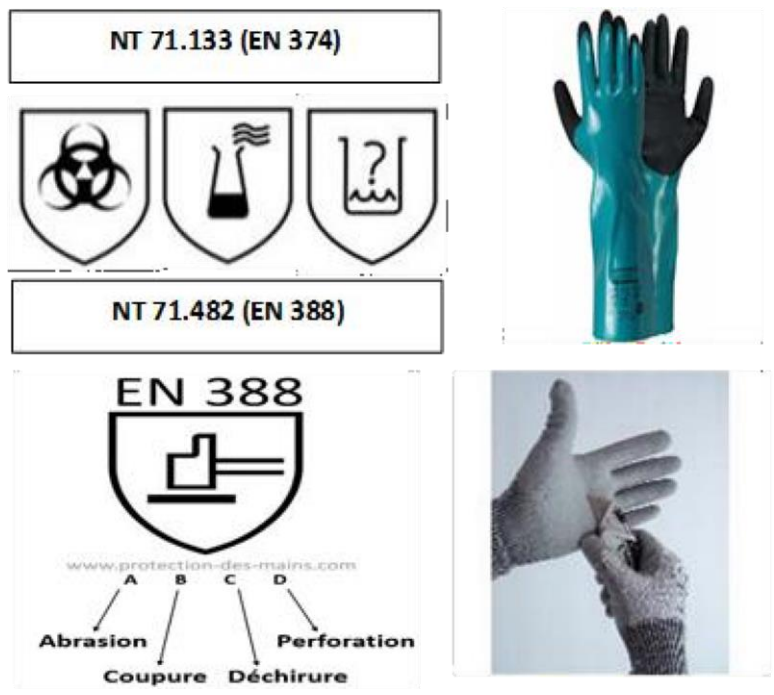 NT 71.133 (EN 374)
?
NT 71.482 (EN 388)
EN 388
www.protection-des-mains.com
A B C D
Abrasion Perforation
Coupure Déchirure